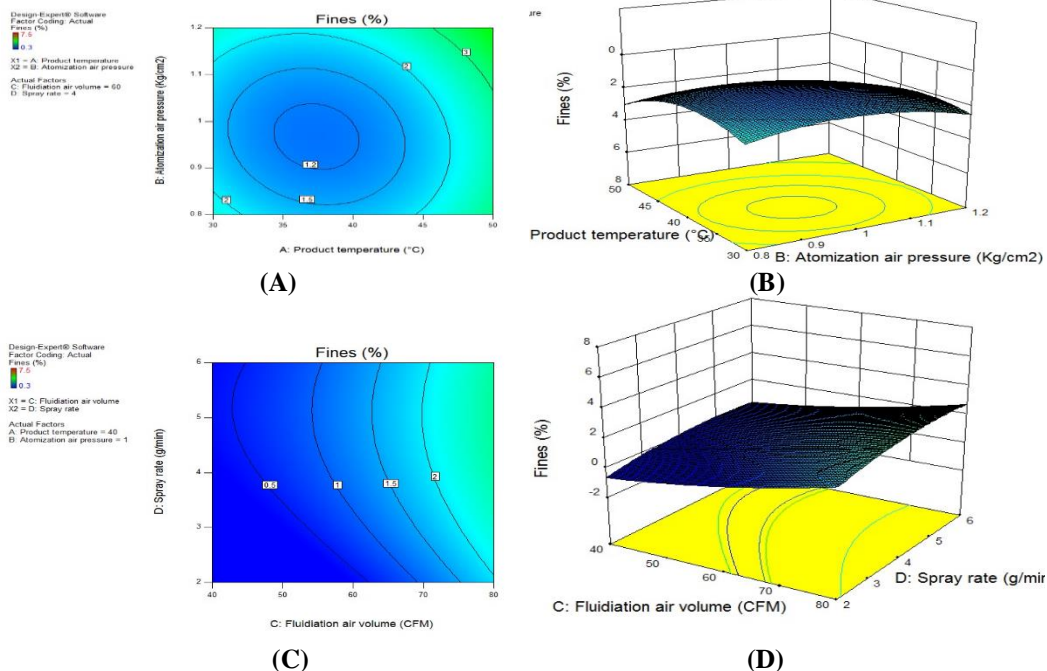 Design-Expert® Software
Factor Coding: Actual
Fines (%)
7.5
0.3
X1 = A: Product temperature
X2 = B: Atomization air pressure
Actual Factors
C: Fluidiation air volume = 60
D: Spray rate = 4
Fines (%)
B: Atomization air pressure (Kg/cm2)
1.2
1.1
1
0.9
0.8
30
35
40
45
50
A: Product temperature (°C)
2
3
1.2
1.5
2
(A)
ure
Fines (%)
0
2
4
6
8
50
45
40
35
30
0.8
0.9
1
1.1
1.2
Product temperature (°C)
B: Atomization air pressure (Kg/cm2)
(B)
Design-Expert® Software
Factor Coding: Actual
Fines (%)
7.5
0.3
X1 = C: Fluidiation air volume
X2 = D: Spray rate
Actual Factors
A: Product temperature = 40
B: Atomization air pressure = 1
Fines (%)
D: Spray rate (g/min)
6
5
4
3
2
40
50
60
70
80
C: Fluidiation air volume (CFM)
0.5
1
1.5
2
(C)
Fines (%)
8
6
4
2
0
-2
40
50
60
70
80
2
3
4
5
6
C: Fluidiation air volume (CFM)
D: Spray rate (g/min
(D)